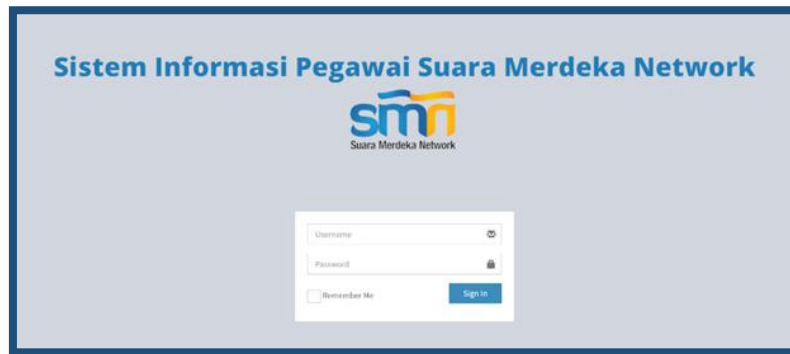 Sistem Informasi Pegawai Suara Merdeka Network
smn
Suara Merdeka Network
Username
Password
Remember Me
Sign In